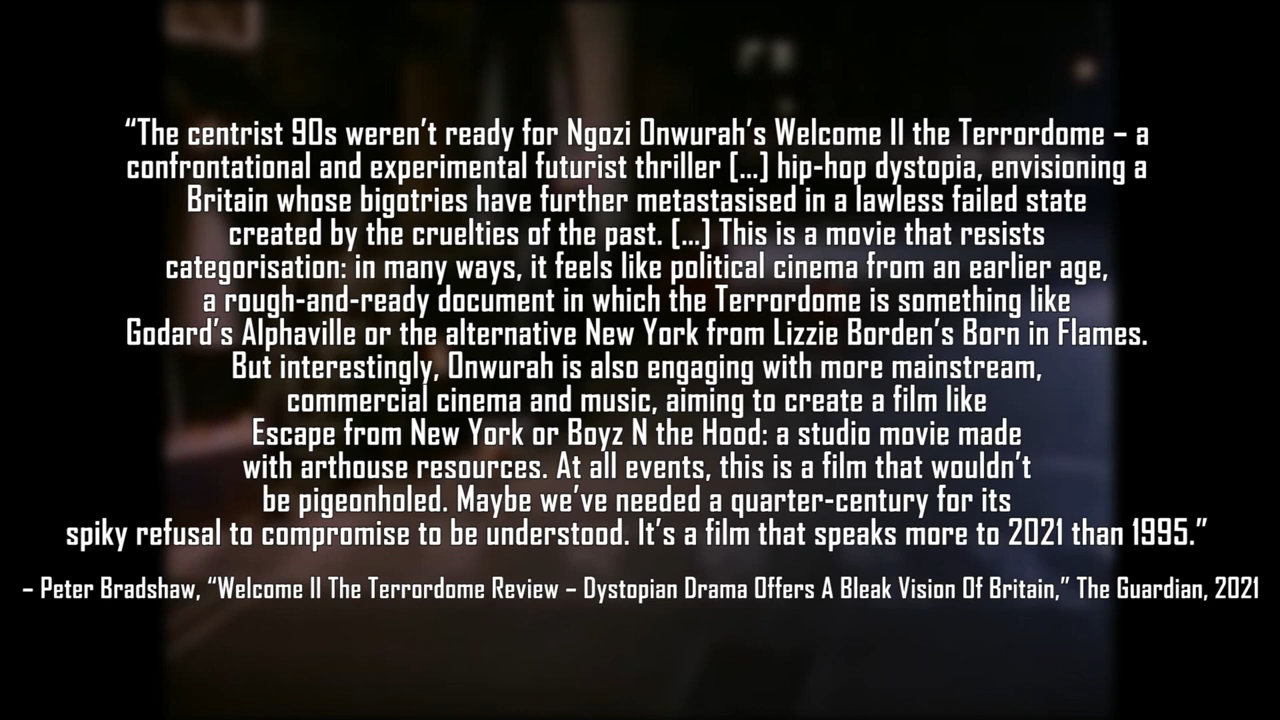 “The centrist 90s weren’t ready for Ngozi Onwurah’s Welcome II the Terrordome – a
confrontational and experimental futurist thriller [...] hip-hop dystopia, envisioning a
Britain whose bigotries have further metastasised in a lawless failed state
created by the cruelties of the past. [...] This is a movie that resists
categorisation: in many ways, it feels like political cinema from an earlier age,
a rough-and-ready document in which the Terrordome is something like
Godard’s Alphaville or the alternative New York from Lizzie Borden’s Born in Flames.
But interestingly, Onwurah is also engaging with more mainstream,
commercial cinema and music, aiming to create a film like
Escape from New York or Boyz N the Hood: a studio movie made
with arthouse resources. At all events, this is a film that wouldn’t
be pigeonholed. Maybe we’ve needed a quarter-century for its
spiky refusal to compromise to be understood. It’s a film that speaks more to 2021 than 1995.”
– Peter Bradshaw, “Welcome II The Terrordome Review – Dystopian Drama Offers A Bleak Vision Of Britain,” The Guardian, 2021